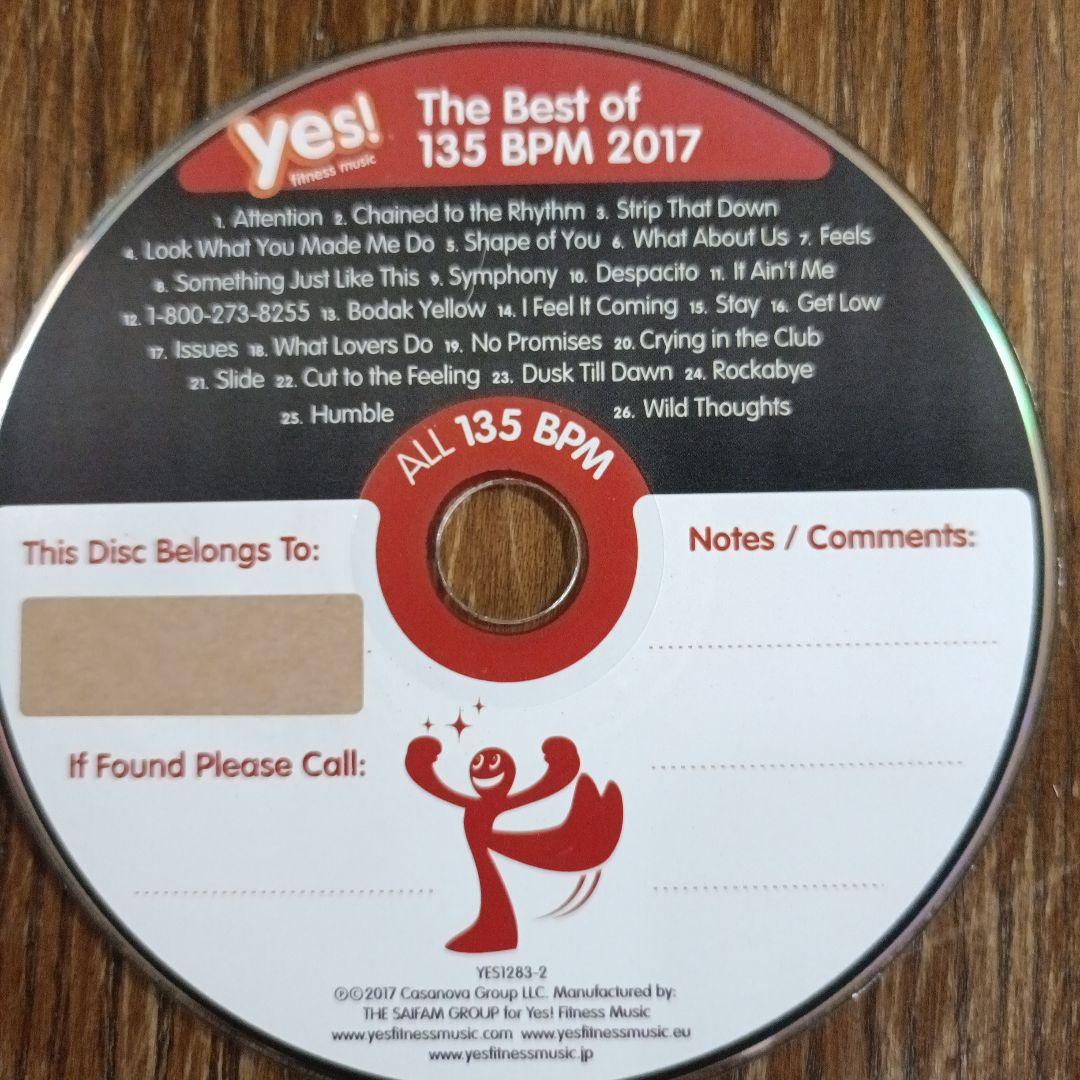 yes!
fitness music
The Best of
135 BPM 2017
1. Attention 2. Chained to the Rhythm 3. Strip That Down
4. Look What You Made Me Do 5. Shape of You 6. What About Us 7. Feels
8. Something Just Like This 9. Symphony 10. Despacito 11. It Ain't Me
12. 1-800-273-8255 13. Bodak Yellow 14. I Feel It Coming 15. Stay 16. Get Low
17. Issues 18. What Lovers Do 19. No Promises 20. Crying in the Club
21. Slide 22. Cut to the Feeling 23. Dusk Till Dawn 24. Rockabye
25. Humble 26. Wild Thoughts
ALL 135 BPM
This Disc Belongs To:
Notes / Comments:
If Found Please Call:
YES1283-2
℗©2017 Casanova Group LLC. Manufactured by:
THE SAIFAM GROUP for Yes! Fitness Music
www.yesfitnessmusic.com www.yesfitnessmusic.eu
www.yesfitnessmusic.jp